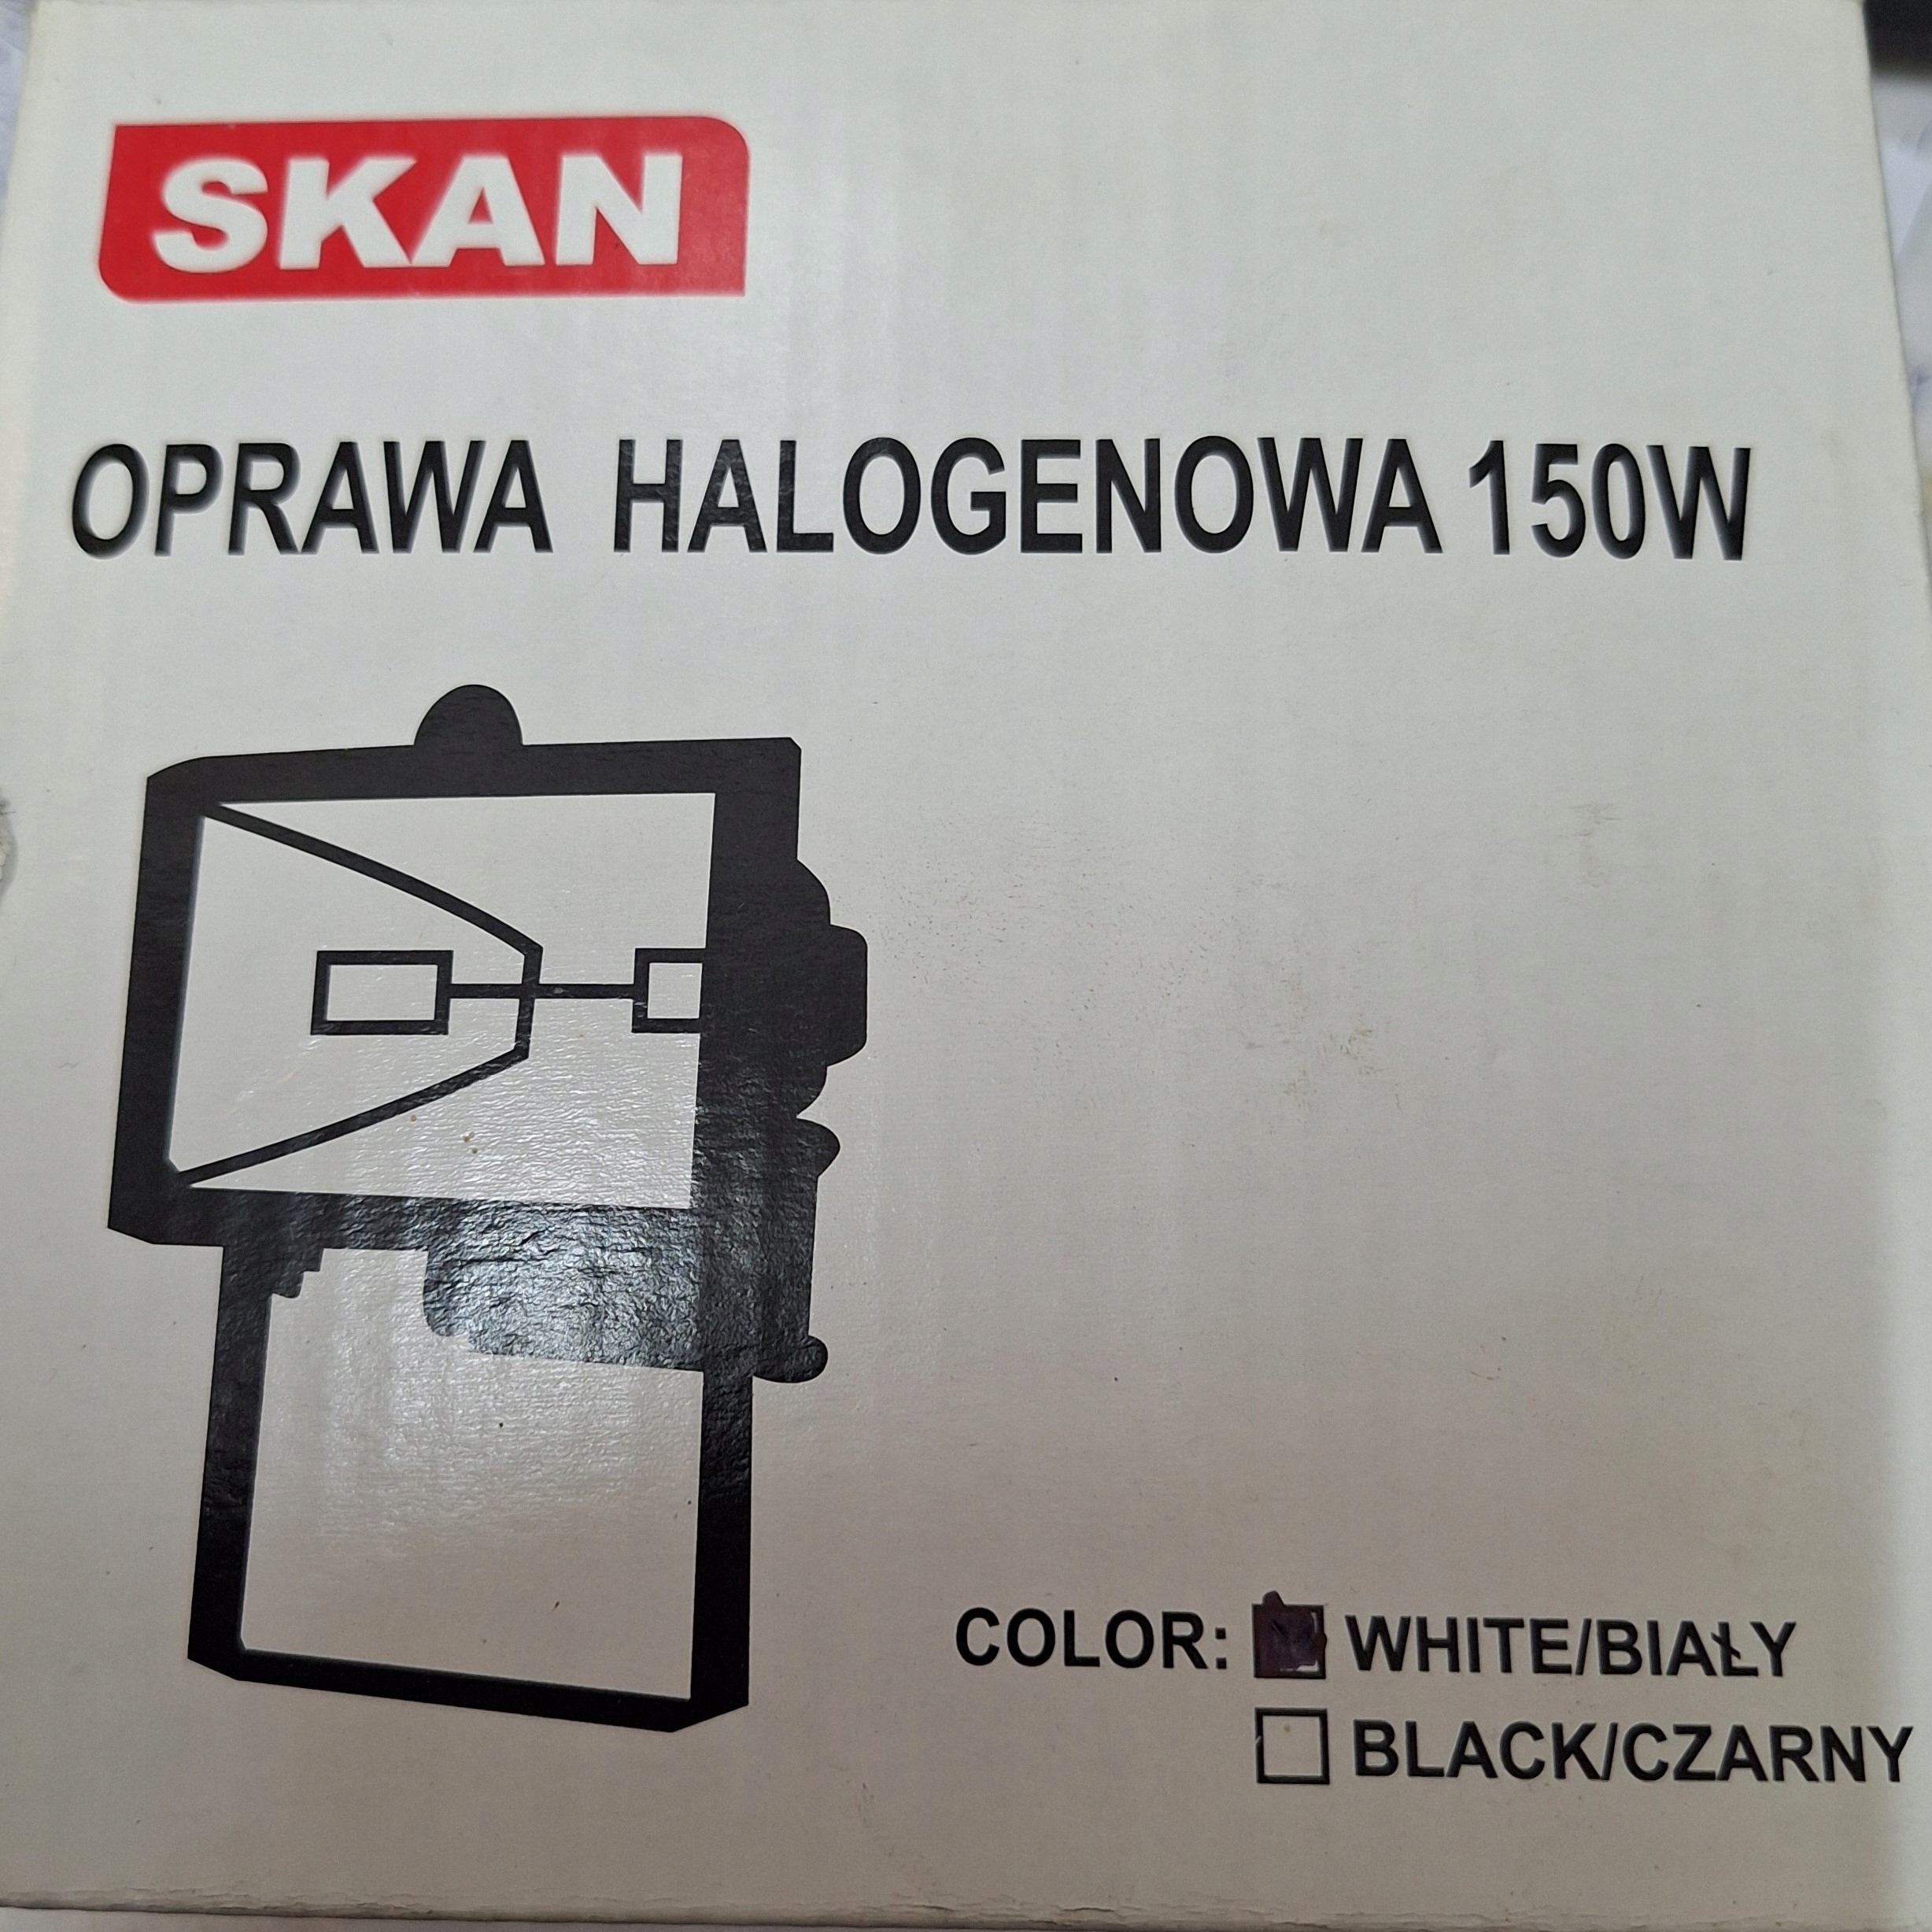 SKAN
OPRAWA HALOGENOWA 150W
COLOR: WHITE/BIAŁY
BLACK/CZARNY